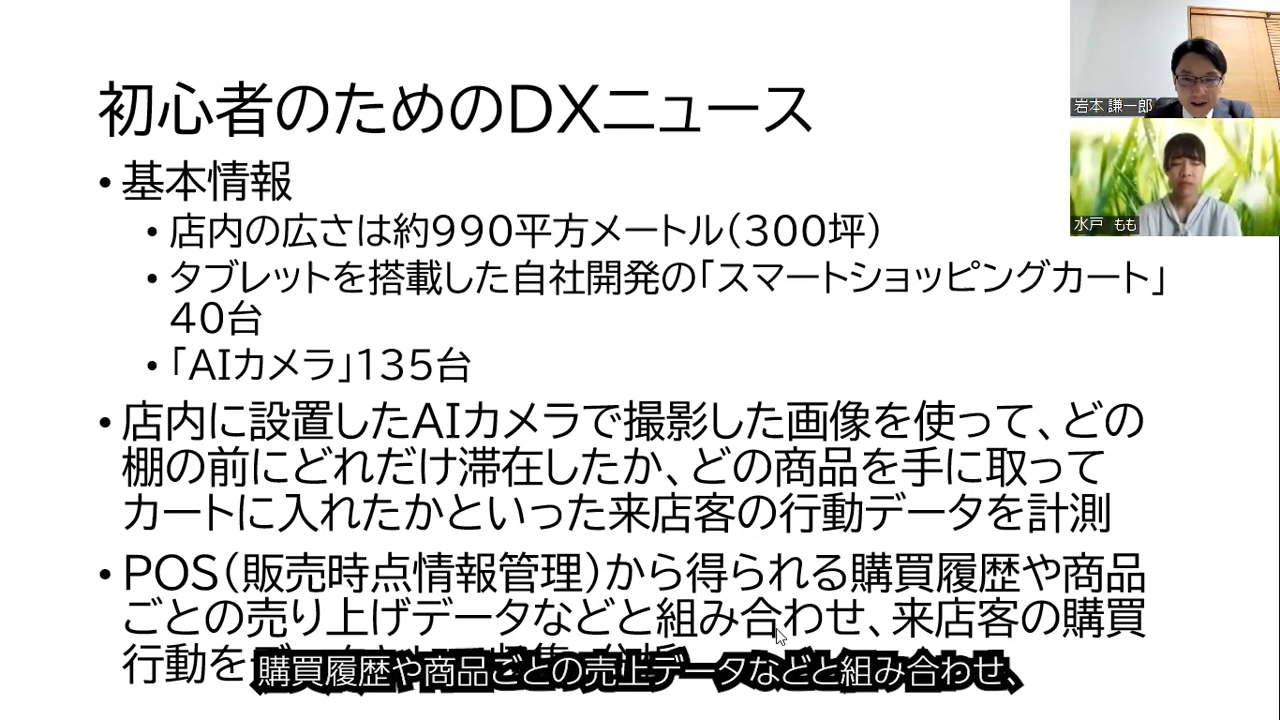 初心者のためのDXニュース
• 基本情報
• 店内の広さは約990平方メートル（300坪）
• タブレットを搭載した自社開発の「スマートショッピングカート」
40台
• 「AIカメラ」135台
• 店内に設置したAIカメラで撮影した画像を使って、どの
棚の前にどれだけ滞在したか、どの商品を手に取って
カートに入れたかといった来店客の行動データを計測
• POS（販売時点情報管理）から得られる購買履歴や商品
ごとの売り上げデータなどと組み合わせ、来店客の購買
行動を
購買履歴や商品ごとの売上データなどと組み合わせ、
岩本 謙一郎
水戸 もも